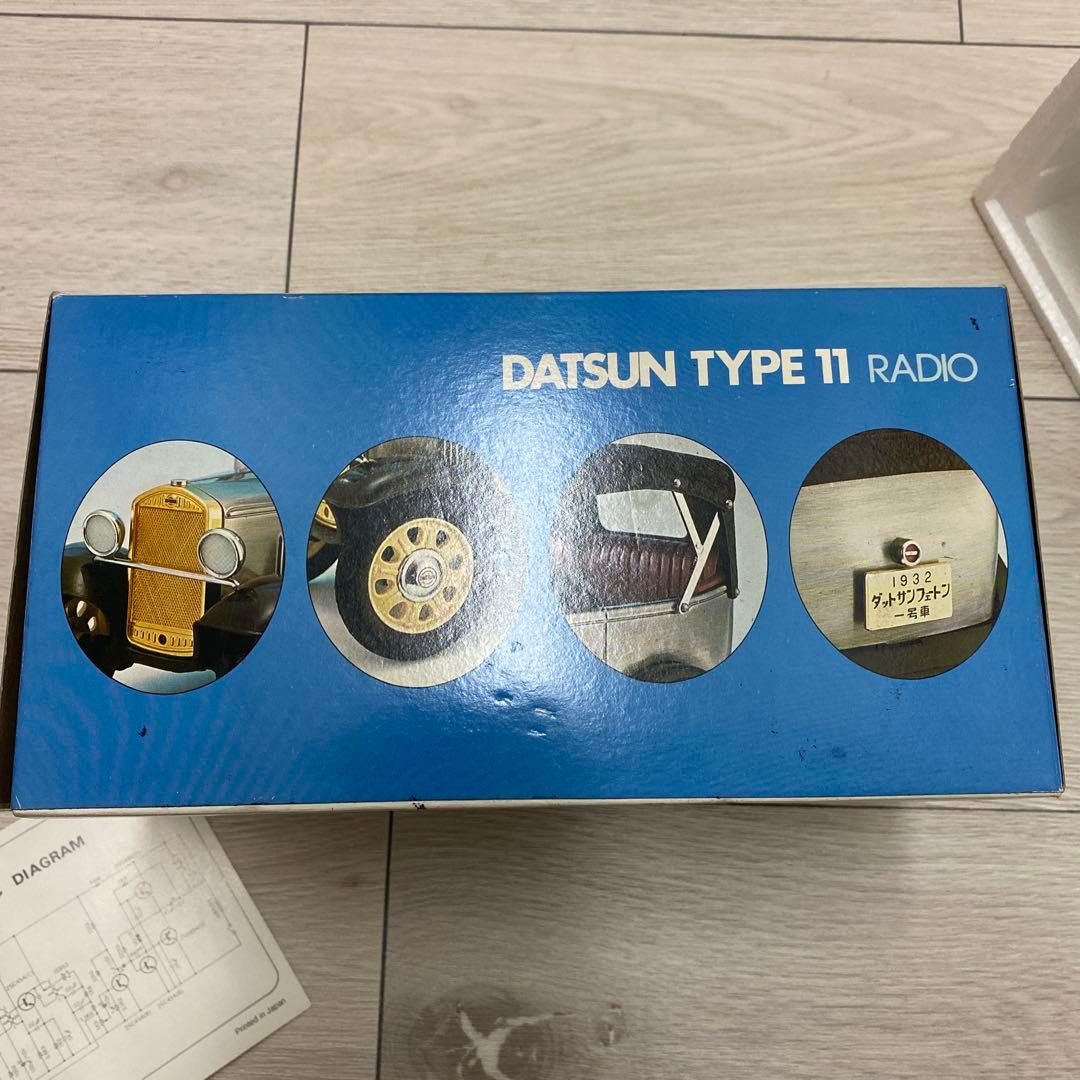 DATSUN TYPE 11 RADIO
1932
ダットサンフェートン
一号車
DIAGRAM
Printed in Japan